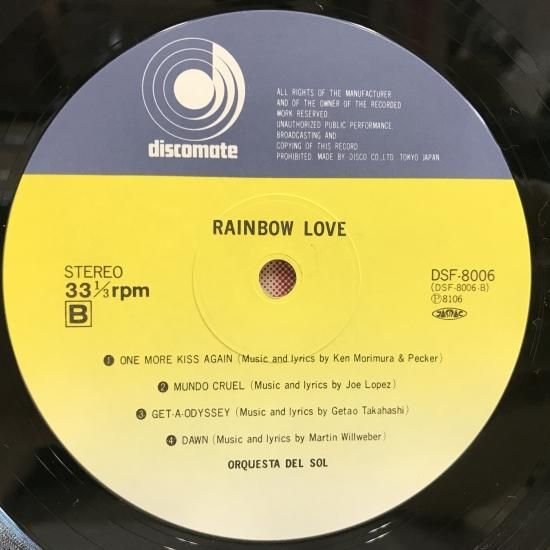 discomate
ALL RIGHTS OF THE MANUFACTURER
AND OF THE OWNER OF THE RECORDED
WORK RESERVED
UNAUTHORIZED PUBLIC PERFORMANCE,
BROADCASTING AND
COPYING OF THIS RECORD
PROHIBITED. MADE BY DISCO CO.,LTD. TOKYO JAPAN
RAINBOW LOVE
STEREO
33⅓rpm
B
DSF-8006
(DSF-8006-B)
Ⓟ8106
JASRAC
❶ ONE MORE KISS AGAIN (Music and lyrics by Ken Morimura & Pecker)
❷ MUNDO CRUEL (Music and lyrics by Joe Lopez)
❸ GET-A-ODYSSEY (Music and lyrics by Getao Takahashi)
❹ DAWN (Music and lyrics by Martin Willweber)
ORQUESTA DEL SOL